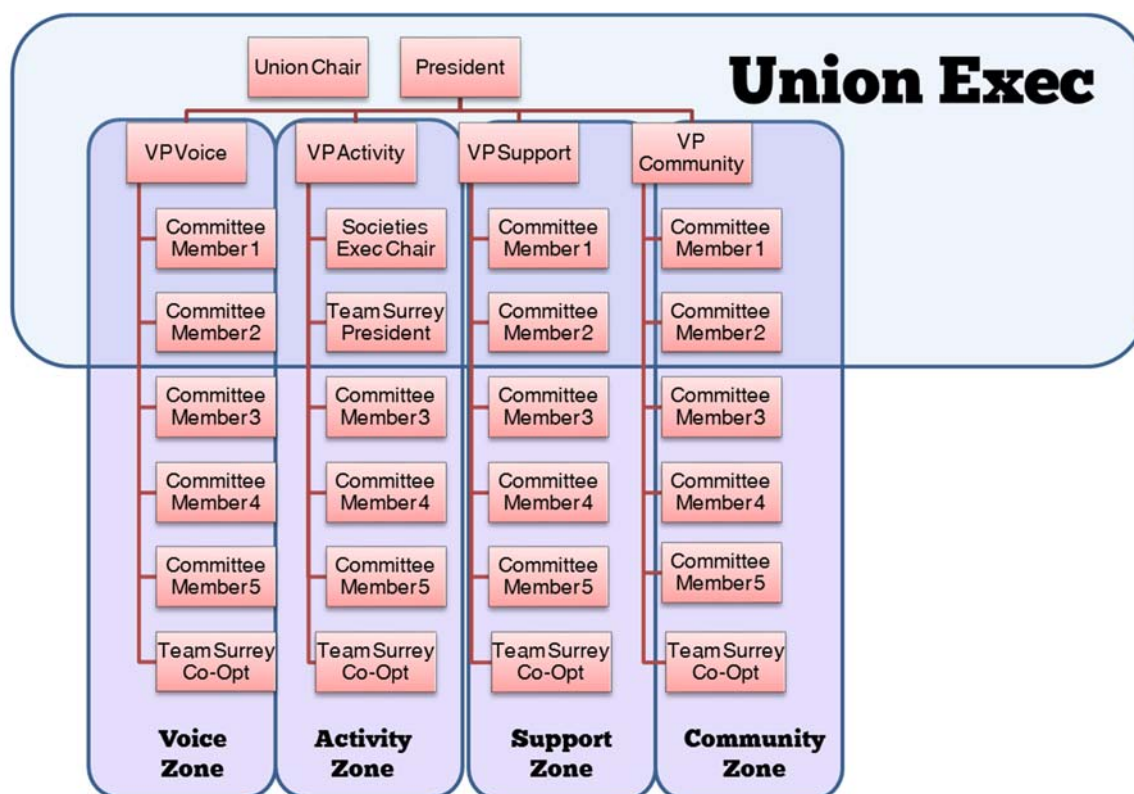 Union Exec
Union Chair
President
VP Voice
VP Activity
VP Support
VP
Community
Committee
Member 1
Societies
Exec Chair
Committee
Member 1
Committee
Member 1
Committee
Member 2
Team Surrey
President
Committee
Member 2
Committee
Member 2
Committee
Member 3
Committee
Member 3
Committee
Member 3
Committee
Member 3
Committee
Member 4
Committee
Member 4
Committee
Member 4
Committee
Member 4
Committee
Member 5
Committee
Member 5
Committee
Member 5
Committee
Member 5
Team Surrey
Co-Opt
Team Surrey
Co-Opt
Team Surrey
Co-Opt
Team Surrey
Co-Opt
Voice
Zone
Activity
Zone
Support
Zone
Community
Zone